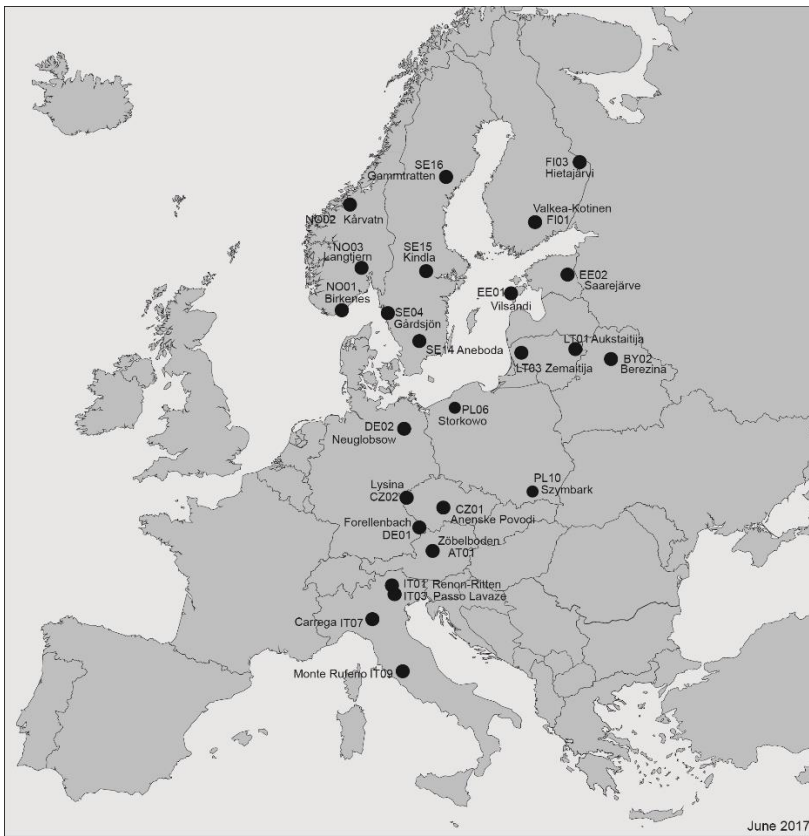 FI03
Hietajärvi
SE16
Gammtratten
Valkea-Kotinen
FI01
NO02 Kårvatn
NO03
Langtjern
SE15
Kindla
EE02
Saarejärve
NO01
Birkenes
EE01
Vilsandi
SE04
Gårdsjön
SE14 Aneboda
LT01 Aukstaitija
LT03 Zemaitija
BY02
Berezina
PL06
Storkowo
DE02
Neuglobsow
PL10
Szymbark
Lysina
CZ02
CZ01
Anenske Povodi
Forellenbach
DE01
Zöbelboden
AT01
IT01 Renon-Ritten
IT03 Passo Lavaze
Carrega IT07
Monte Rufeno IT09
June 2017